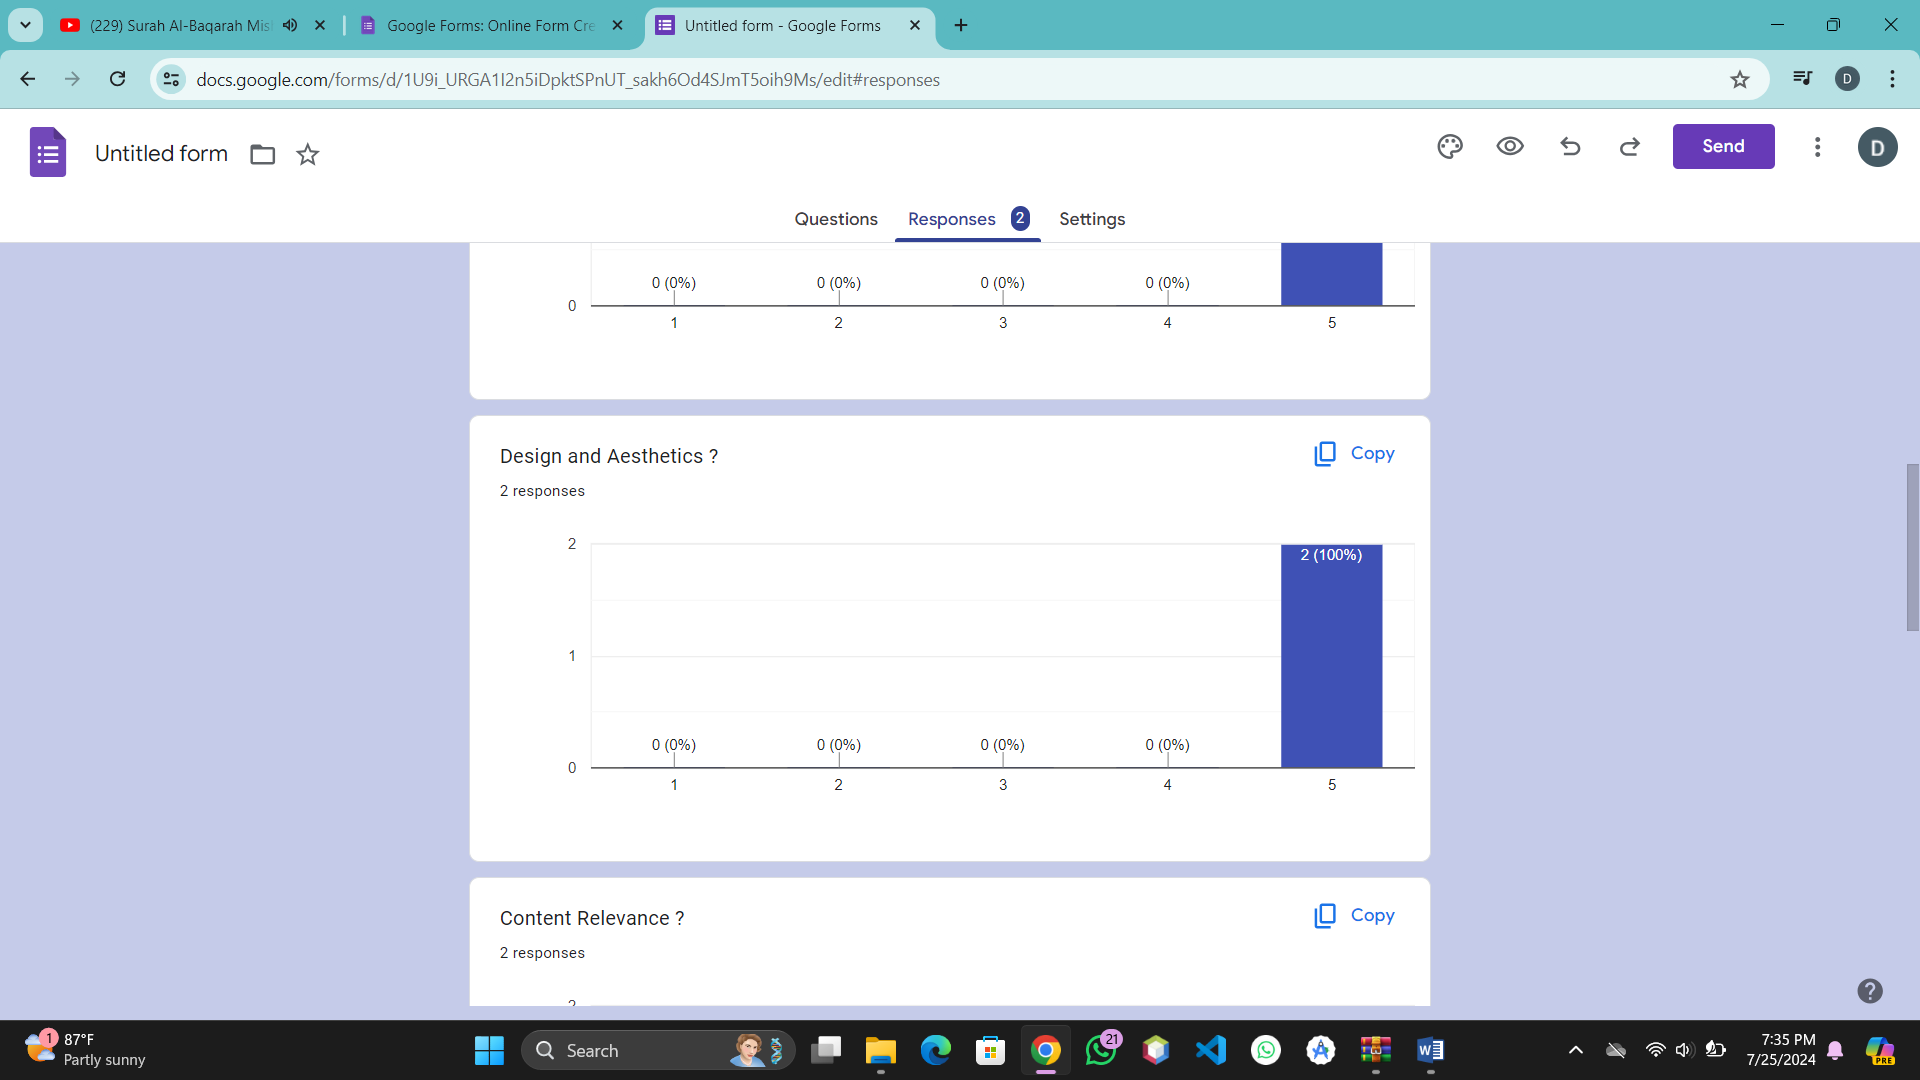 (229) Surah Al-Baqarah Mis
Google Forms: Online Form Cre
Untitled form - Google Forms
docs.google.com/forms/d/1U9i_URGA1I2n5iDpktSPnUT_sakh6Od4SJmT5oih9Ms/edit#responses
D
Untitled form
Send
D
Questions
Responses 2
Settings
0 (0%) 0 (0%) 0 (0%) 0 (0%)
0
1 2 3 4 5
Design and Aesthetics ?
Copy
2 responses
2
2 (100%)
1
0 (0%) 0 (0%) 0 (0%) 0 (0%)
0
1 2 3 4 5
Content Relevance ?
Copy
2 responses
2
1
87°F
Partly sunny
Search
21
W
PRE
7:35 PM
7/25/2024